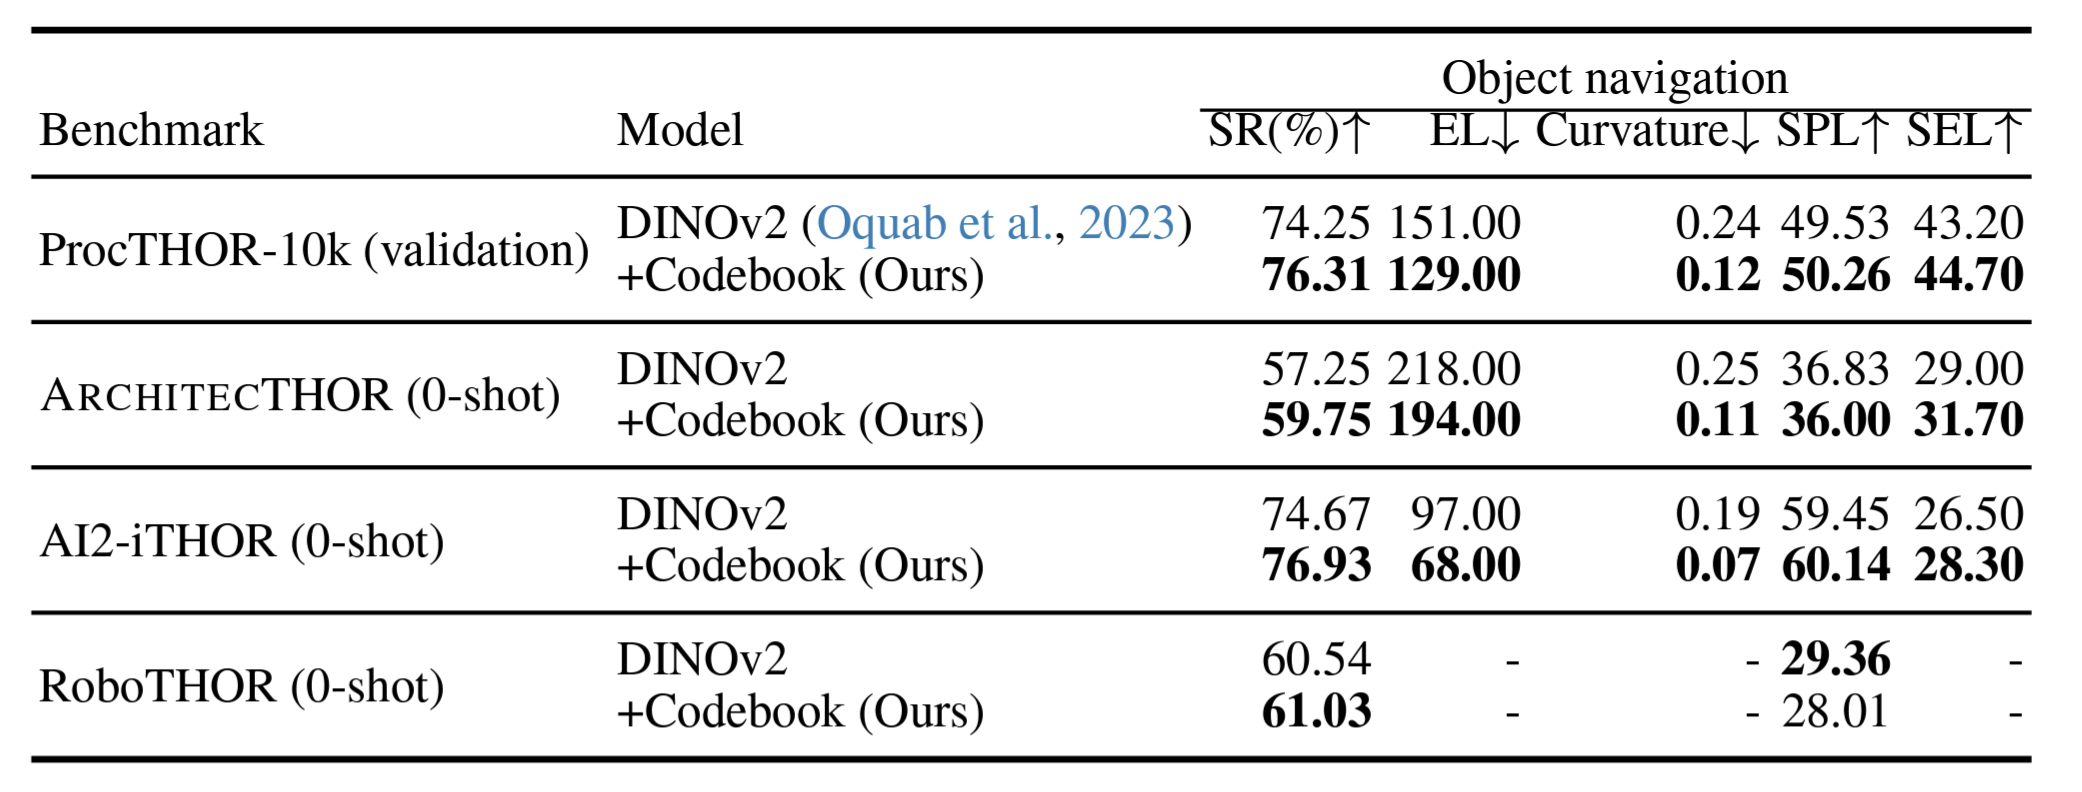 Object navigation
Benchmark Model SR(%)↑ EL↓ Curvature↓ SPL↑ SEL↑
ProcTHOR-10k (validation) DINOv2 (Oquab et al., 2023) 74.25 151.00 0.24 49.53 43.20
+Codebook (Ours) 76.31 129.00 0.12 50.26 44.70
ARCHITECTHOR (0-shot) DINOv2 57.25 218.00 0.25 36.83 29.00
+Codebook (Ours) 59.75 194.00 0.11 36.00 31.70
AI2-iTHOR (0-shot) DINOv2 74.67 97.00 0.19 59.45 26.50
+Codebook (Ours) 76.93 68.00 0.07 60.14 28.30
RoboTHOR (0-shot) DINOv2 60.54 - - 29.36 -
+Codebook (Ours) 61.03 - - 28.01 -